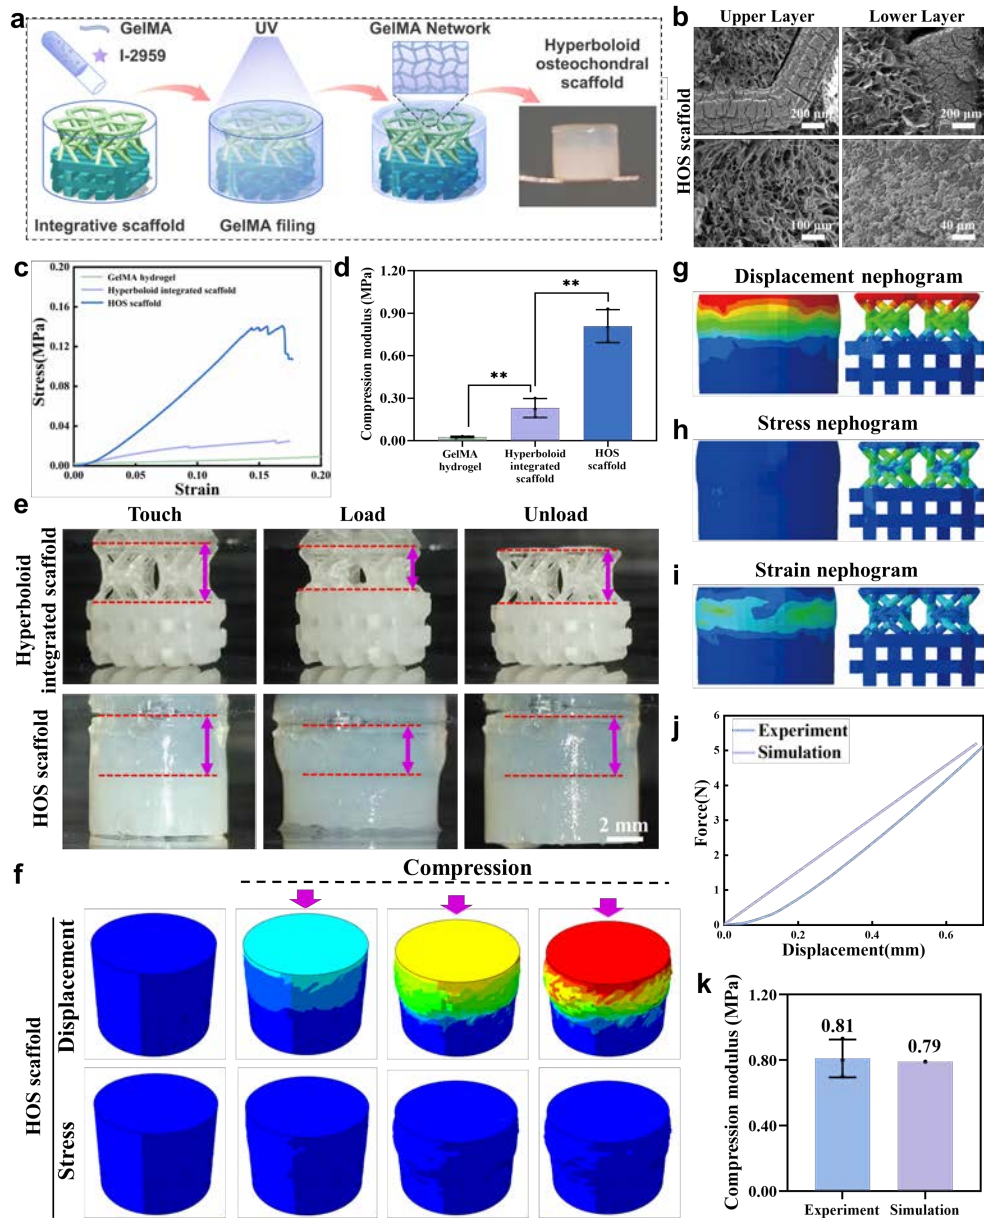 a
GelMA
I-2959
UV
GelMA Network
Hyperboloid
osteochondral
scaffold
Integrative scaffold
GelMA filing
b
Upper Layer
Lower Layer
HOS scaffold
200 μm
200 μm
100 μm
40 μm
c
0.20
0.16
0.12
0.08
0.04
0.00
0.00
0.05
0.10
0.15
0.20
Stress(MPa)
Strain
GelMA hydrogel
Hyperboloid integrated scaffold
HOS scaffold
d
Compression modulus (MPa)
1.20
0.90
0.60
0.30
0.00
**
**
GelMA
hydrogel
Hyperboloid
integrated
scaffold
HOS
scaffold
e
Touch
Load
Unload
Hyperboloid
integrated scaffold
HOS scaffold
2 mm
f
Compression
HOS scaffold
Displacement
Stress
g
Displacement nephogram
h
Stress nephogram
i
Strain nephogram
j
Experiment
Simulation
Force(N)
6
5
4
3
2
1
0
0.0
0.2
0.4
0.6
Displacement(mm)
k
Compression modulus (MPa)
1.20
0.80
0.40
0.00
0.81
0.79
Experiment
Simulation